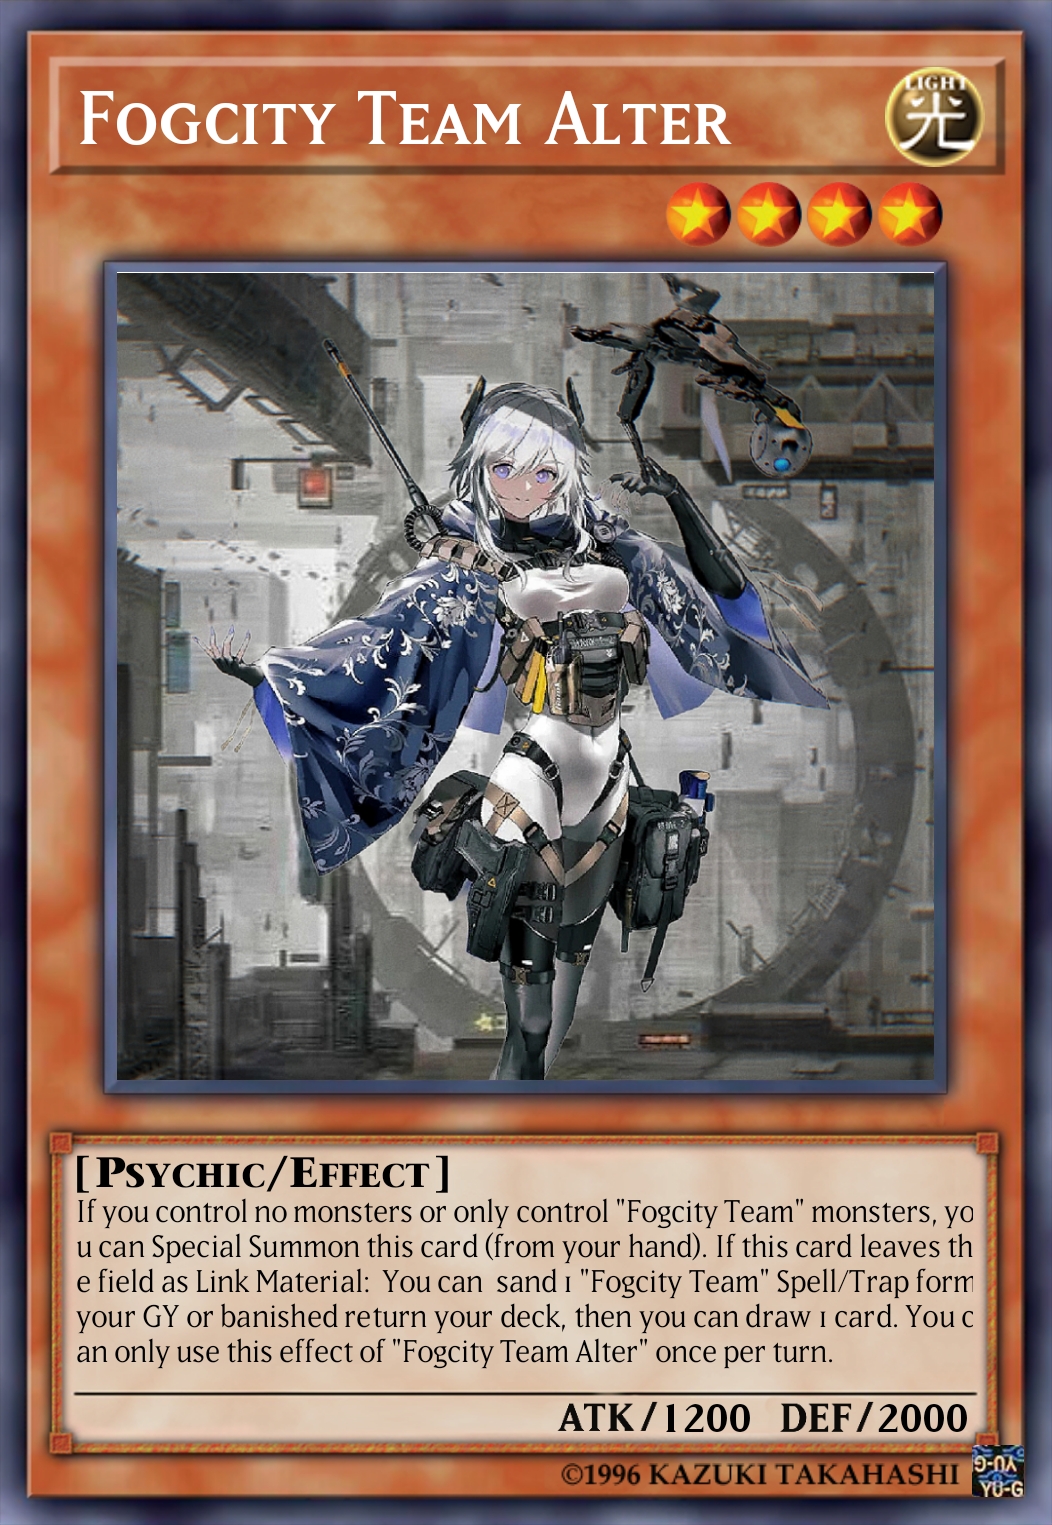 Fogcity Team Alter
LIGHT
光
[Psychic/Effect]
If you control no monsters or only control "Fogcity Team" monsters, yo
u can Special Summon this card (from your hand). If this card leaves th
e field as Link Material: You can sand 1 "Fogcity Team" Spell/Trap form
your GY or banished return your deck, then you can draw 1 card. You c
an only use this effect of "Fogcity Team Alter" once per turn.
ATK/1200 DEF/2000
©1996 KAZUKI TAKAHASHI
YU-G
YU-G